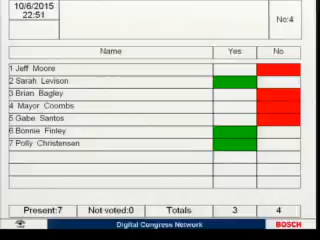 10/6/2015
22:51
No:4
Name Yes No
1 Jeff Moore
2 Sarah Levison
3 Brian Bagley
4 Mayor Coombs
5 Gabe Santos
6 Bonnie Finley
7 Polly Christensen
Present:7 Not voted:0 Totals 3 4
Digital Congress Network BOSCH